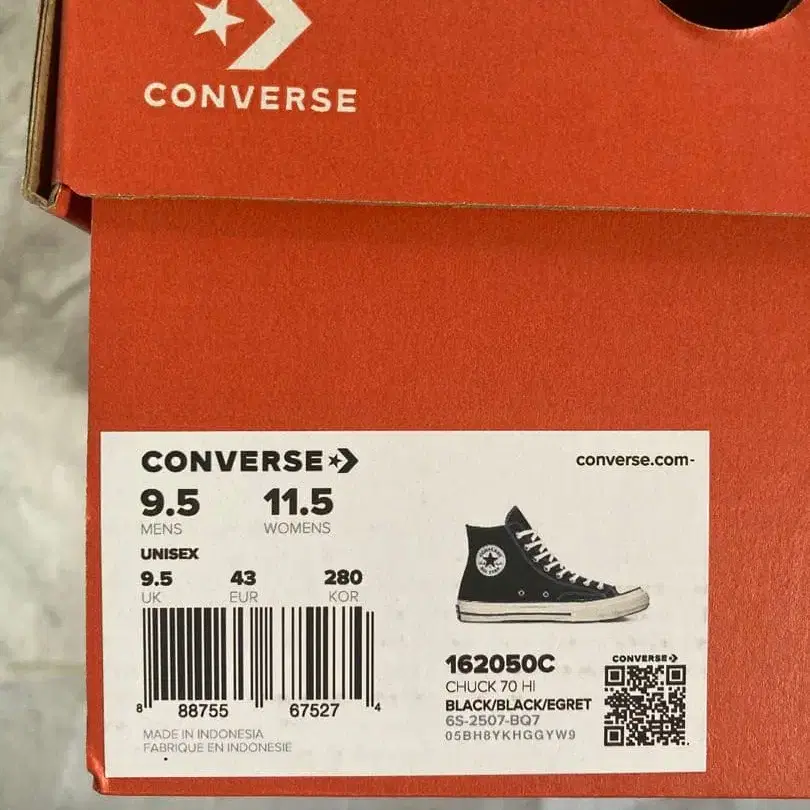 CONVERSE
CONVERSE
converse.com-
9.5 11.5
MENS WOMENS
UNISEX
9.5 43 280
UK EUR KOR
8 88755 67527 4
MADE IN INDONESIA
FABRIQUE EN INDONESIE
162050C
CHUCK 70 HI
BLACK/BLACK/EGRET
6S-2507-BQ7
05BH8YKHGGYW9
CONVERSE